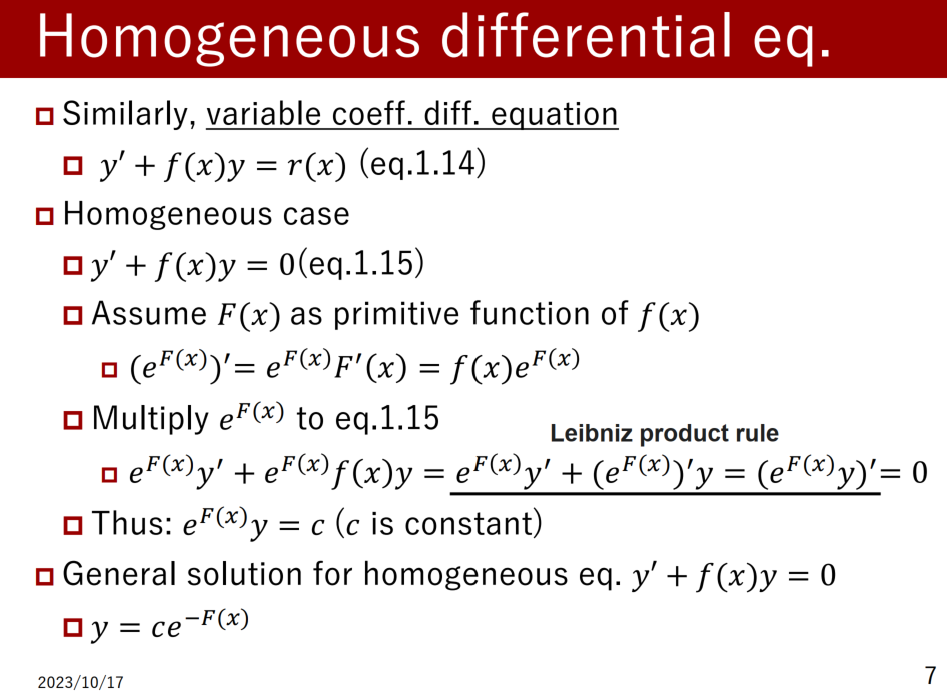 Homogeneous differential eq.
Similarly, variable coeff. diff. equation
y′ + f(x)y = r(x) (eq.1.14)
Homogeneous case
y′ + f(x)y = 0(eq.1.15)
Assume F(x) as primitive function of f(x)
(e^{F(x)})′= e^{F(x)}F′(x) = f(x)e^{F(x)}
Multiply e^{F(x)} to eq.1.15
Leibniz product rule
e^{F(x)}y′ + e^{F(x)}f(x)y = e^{F(x)}y′ + (e^{F(x)})′y = (e^{F(x)}y)′= 0
Thus: e^{F(x)}y = c (c is constant)
General solution for homogeneous eq. y′ + f(x)y = 0
y = ce^{−F(x)}
2023/10/17
7